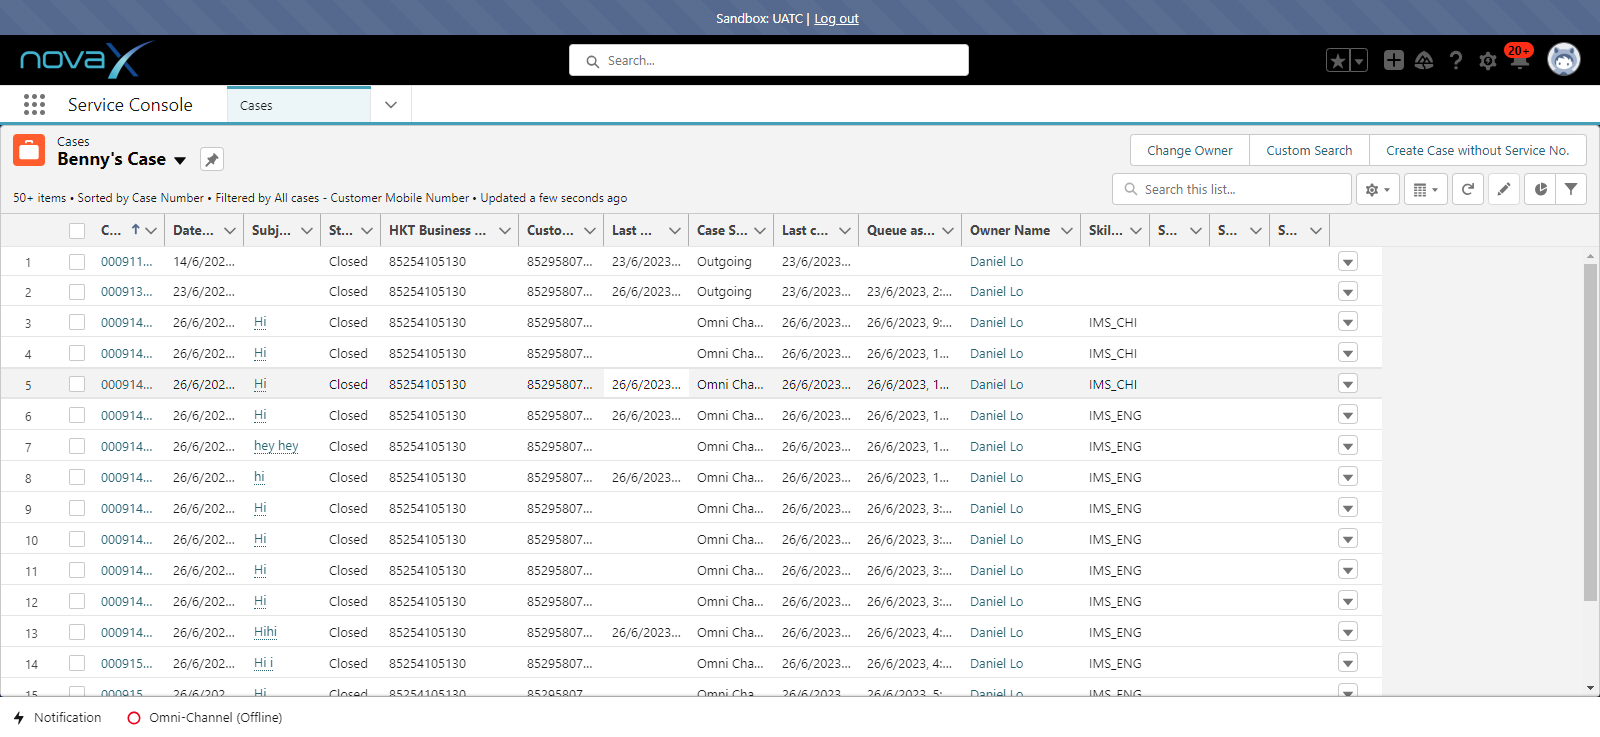 Sandbox: UATC | Log out
novax
Search...
20+
Service Console
Cases
Cases
Benny's Case
Change Owner
Custom Search
Create Case without Service No.
50+ items • Sorted by Case Number • Filtered by All cases - Customer Mobile Number • Updated a few seconds ago
Search this list...
C... Date... Subj... St... HKT Business ... Custo... Last ... Case S... Last c... Queue as... Owner Name Skil... S... S... S...
1 000911... 14/6/202... Closed 85254105130 85295807... 23/6/2023... Outgoing 23/6/2023... Daniel Lo
2 000913... 23/6/202... Closed 85254105130 85295807... 26/6/2023... Outgoing 23/6/2023... 23/6/2023, 2:... Daniel Lo
3 000914... 26/6/202... Hi Closed 85254105130 85295807... Omni Cha... 26/6/2023... 26/6/2023, 9:... Daniel Lo IMS_CHI
4 000914... 26/6/202... Hi Closed 85254105130 85295807... Omni Cha... 26/6/2023... 26/6/2023, 1... Daniel Lo IMS_CHI
5 000914... 26/6/202... Hi Closed 85254105130 85295807... 26/6/2023... Omni Cha... 26/6/2023... 26/6/2023, 1... Daniel Lo IMS_CHI
6 000914... 26/6/202... Hi Closed 85254105130 85295807... 26/6/2023... Omni Cha... 26/6/2023... 26/6/2023, 1... Daniel Lo IMS_ENG
7 000914... 26/6/202... hey hey Closed 85254105130 85295807... Omni Cha... 26/6/2023... 26/6/2023, 1... Daniel Lo IMS_ENG
8 000914... 26/6/202... hi Closed 85254105130 85295807... 26/6/2023... Omni Cha... 26/6/2023... 26/6/2023, 1... Daniel Lo IMS_ENG
9 000914... 26/6/202... Hi Closed 85254105130 85295807... Omni Cha... 26/6/2023... 26/6/2023, 3:... Daniel Lo IMS_ENG
10 000914... 26/6/202... Hi Closed 85254105130 85295807... Omni Cha... 26/6/2023... 26/6/2023, 3:... Daniel Lo IMS_ENG
11 000914... 26/6/202... Hi Closed 85254105130 85295807... Omni Cha... 26/6/2023... 26/6/2023, 3:... Daniel Lo IMS_ENG
12 000914... 26/6/202... Hi Closed 85254105130 85295807... Omni Cha... 26/6/2023... 26/6/2023, 3:... Daniel Lo IMS_ENG
13 000914... 26/6/202... Hihi Closed 85254105130 85295807... 26/6/2023... Omni Cha... 26/6/2023... 26/6/2023, 4:... Daniel Lo IMS_ENG
14 000915... 26/6/202... Hi i Closed 85254105130 85295807... Omni Cha... 26/6/2023... 26/6/2023, 4:... Daniel Lo IMS_ENG
15 000915... 26/6/202... Hi Closed 85254105130 85295807... Omni Cha... 26/6/2023... 26/6/2023, 5:... Daniel Lo IMS_ENG
Notification
Omni-Channel (Offline)